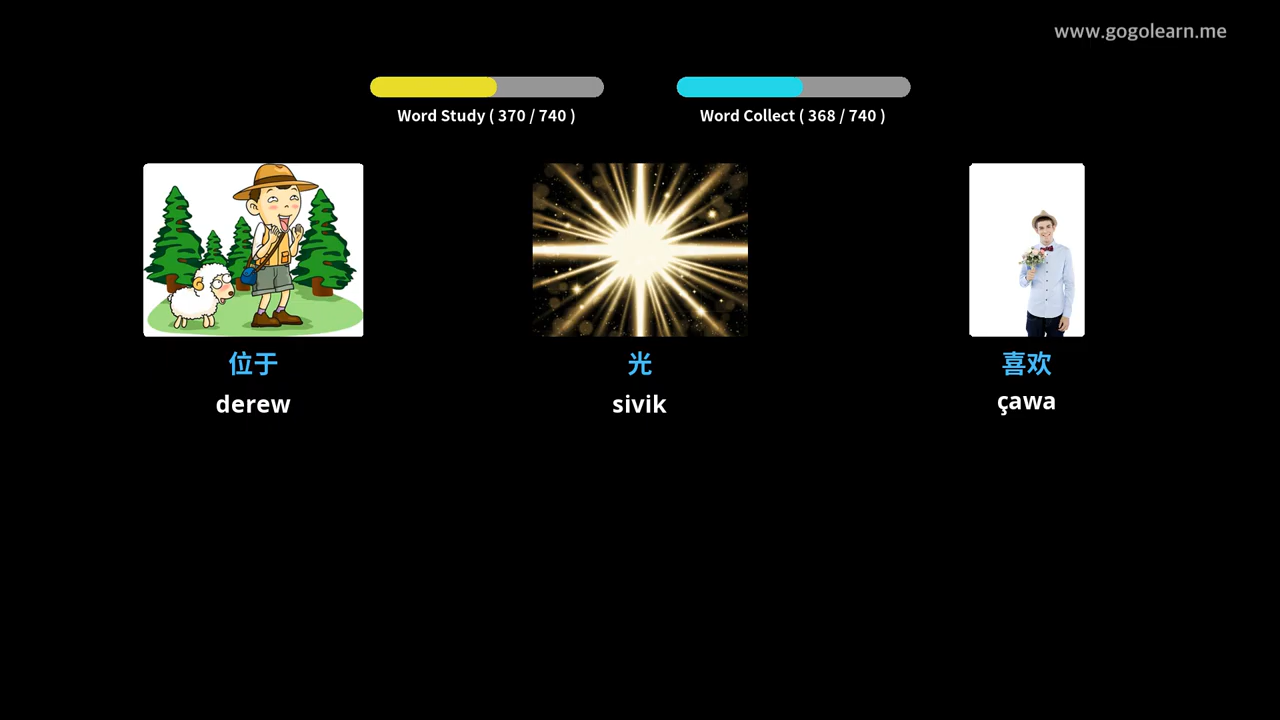 www.gogolearn.me
Word Study ( 370 / 740 )
Word Collect ( 368 / 740 )
位于
光
喜欢
derew
sivik
çawa